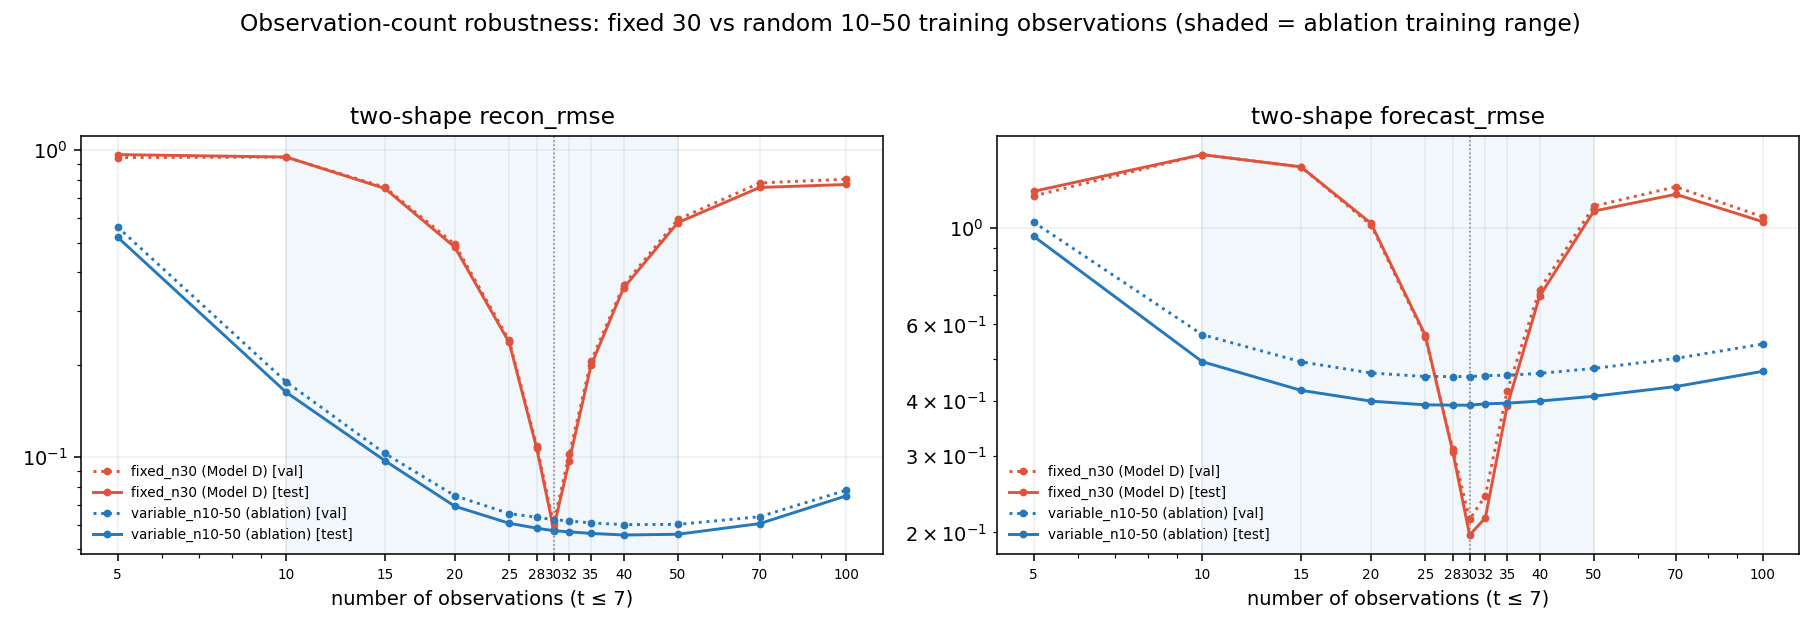 Observation-count robustness: fixed 30 vs random 10–50 training observations (shaded = ablation training range)
two-shape recon_rmse
10⁰
10⁻¹
fixed_n30 (Model D) [val]
fixed_n30 (Model D) [test]
variable_n10-50 (ablation) [val]
variable_n10-50 (ablation) [test]
5 10 15 20 25 28 30 32 35 40 50 70 100
number of observations (t ≤ 7)
two-shape forecast_rmse
10⁰
6 × 10⁻¹
4 × 10⁻¹
3 × 10⁻¹
2 × 10⁻¹
fixed_n30 (Model D) [val]
fixed_n30 (Model D) [test]
variable_n10-50 (ablation) [val]
variable_n10-50 (ablation) [test]
5 10 15 20 25 28 30 32 35 40 50 70 100
number of observations (t ≤ 7)